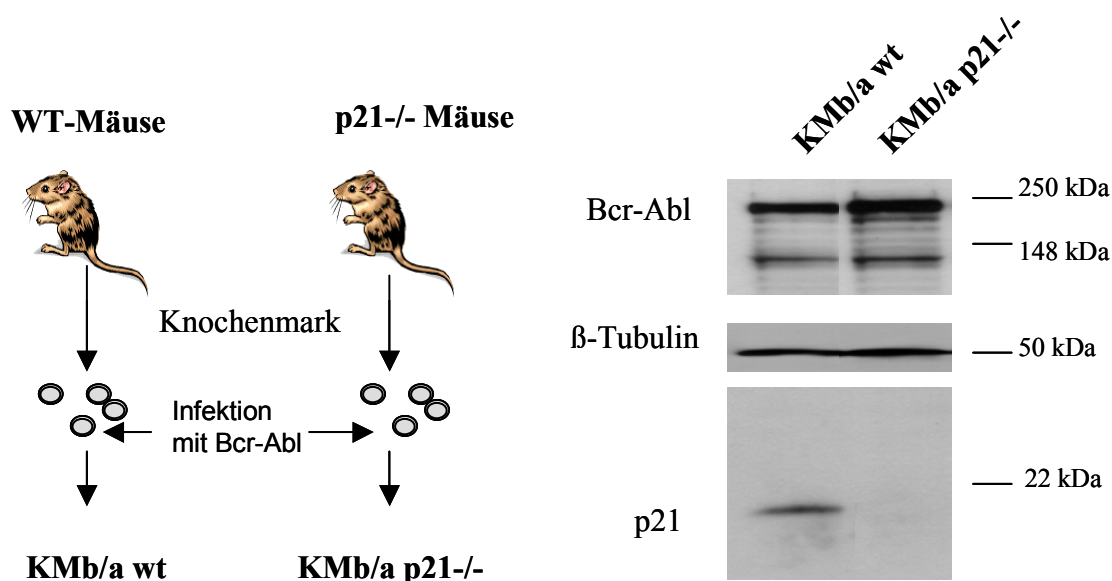 WT-Mäuse
p21-/- Mäuse
Knochenmark
Infektion
mit Bcr-Abl
KMb/a wt
KMb/a p21-/-
KMb/a wt
KMb/a p21-/-
Bcr-Abl
250 kDa
148 kDa
ß-Tubulin
50 kDa
22 kDa
p21